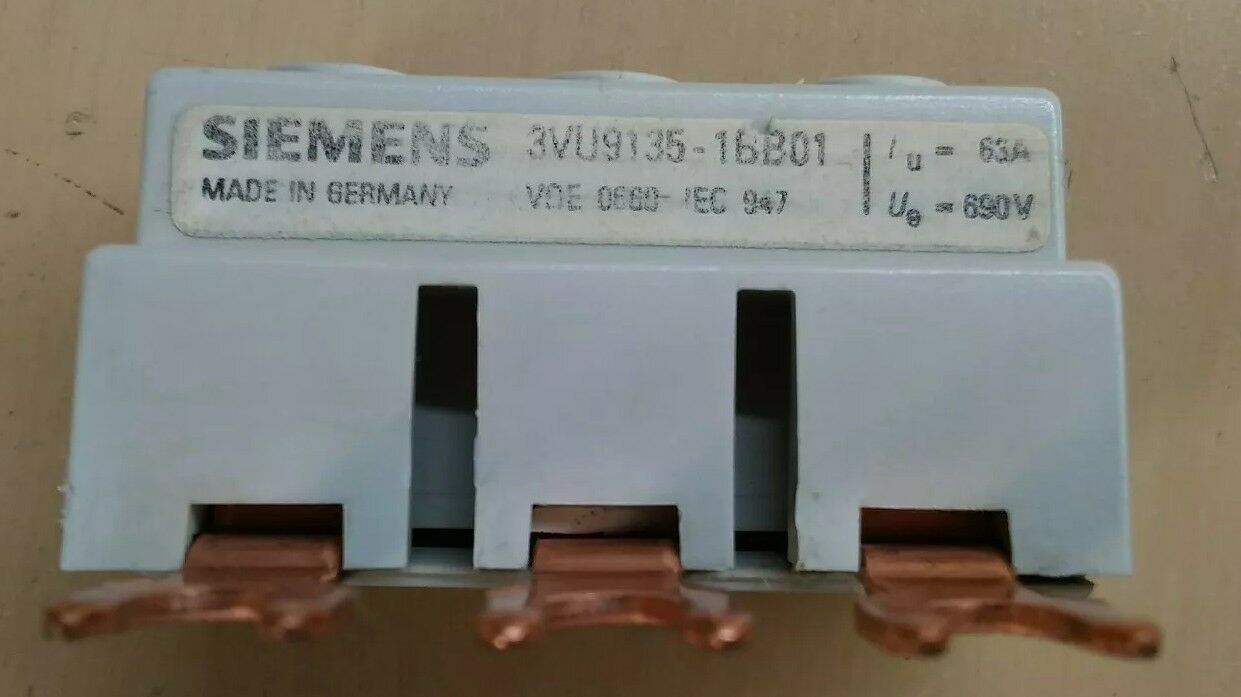 SIEMENS 3VU9135-1BB01 Iu = 63A
MADE IN GERMANY VDE 0660 IEC 947 Ue = 690V
A